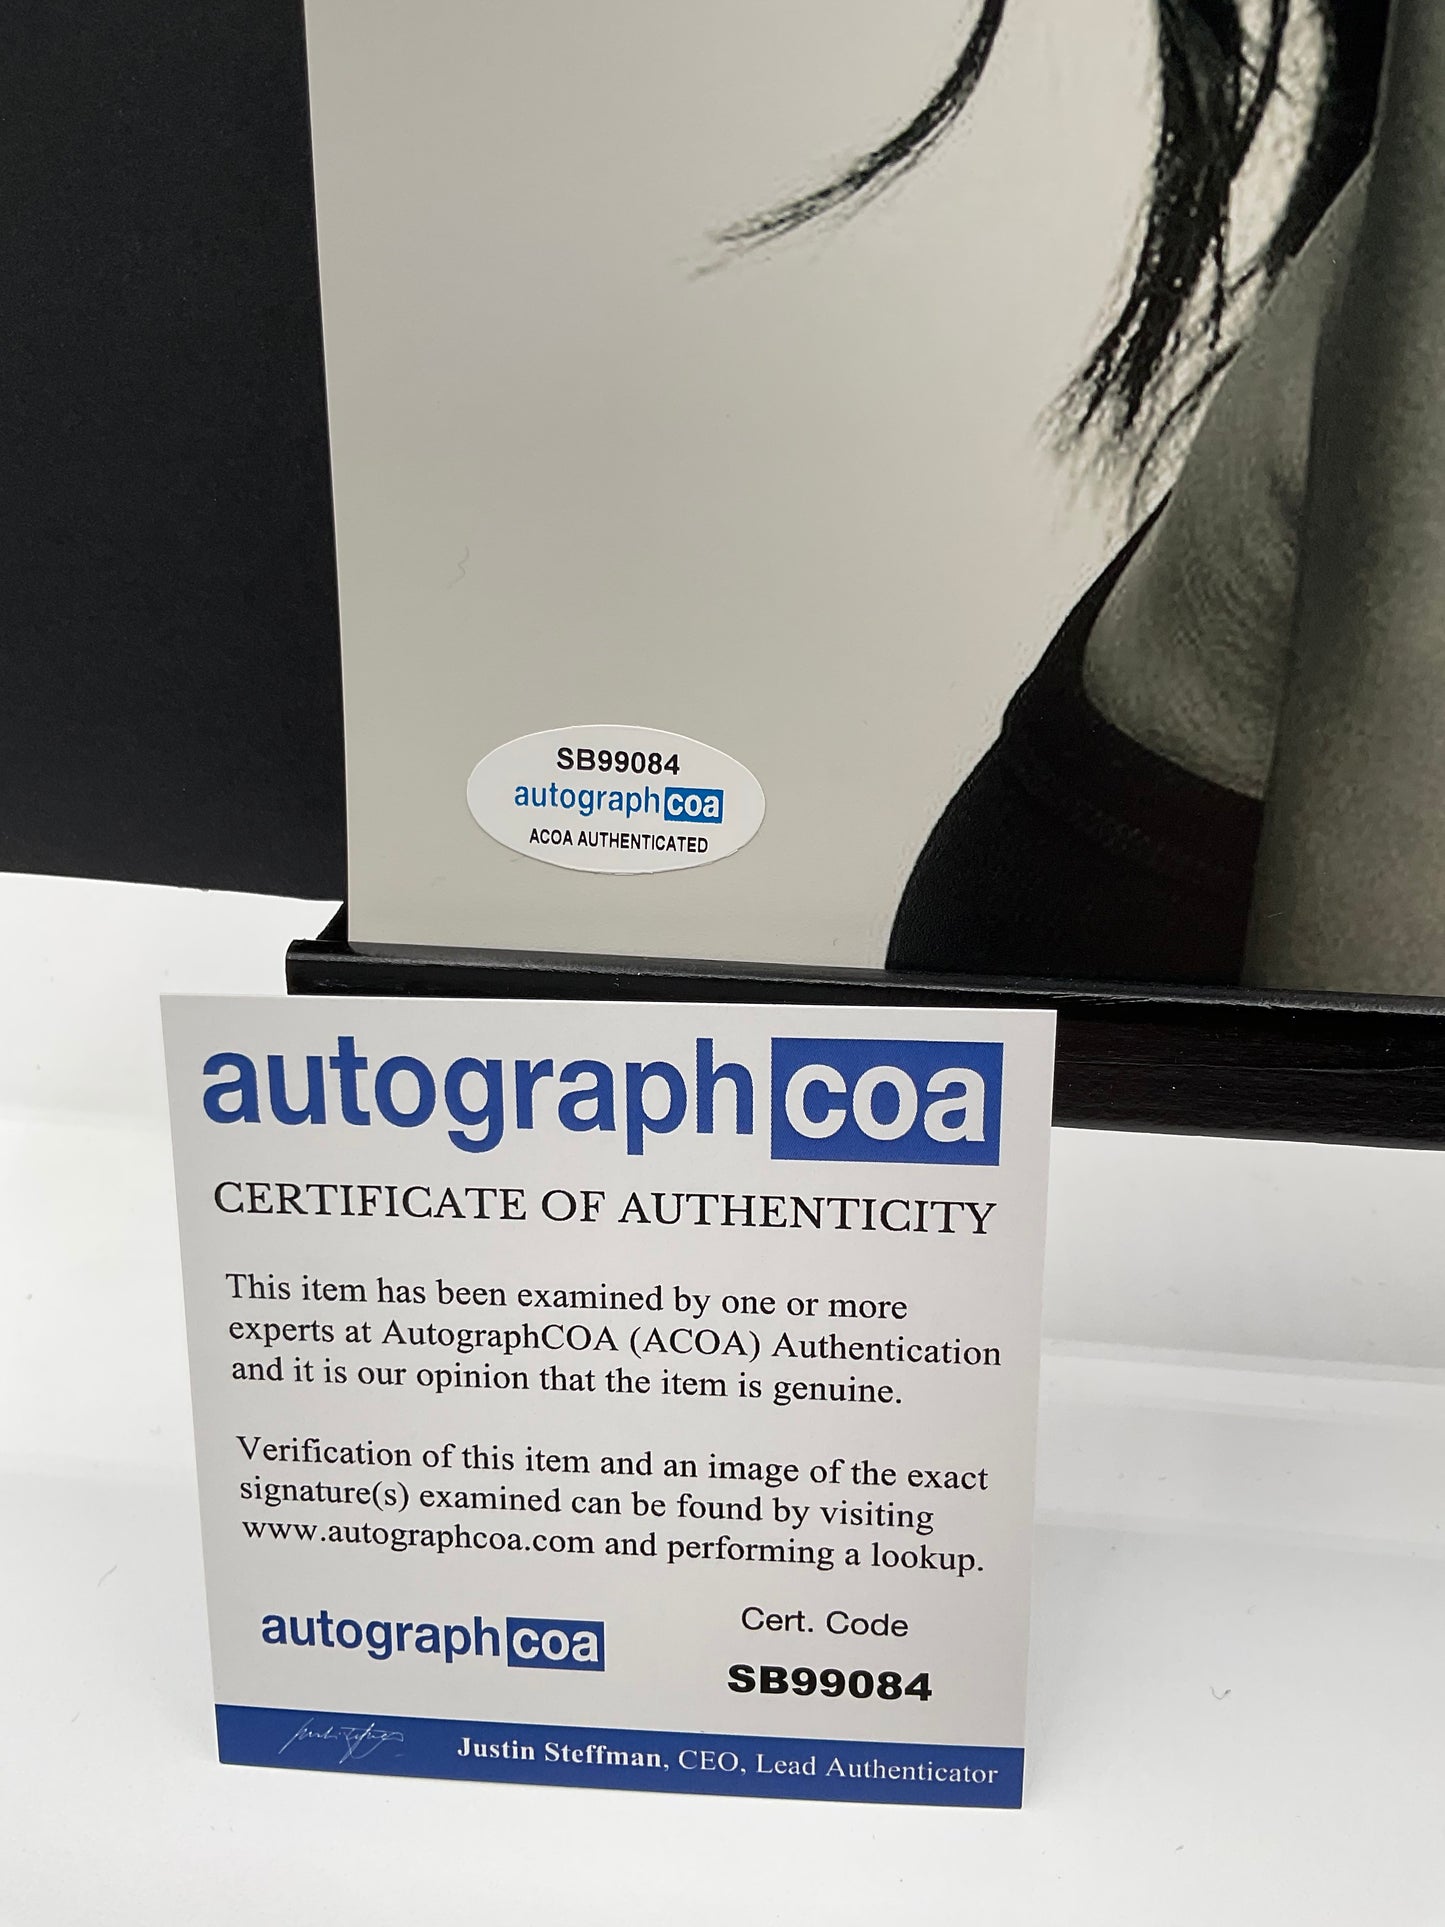 SB99084
autographcoa
ACOA AUTHENTICATED
autographcoa
CERTIFICATE OF AUTHENTICITY
This item has been examined by one or more
experts at AutographCOA (ACOA) Authentication
and it is our opinion that the item is genuine.
Verification of this item and an image of the exact
signature(s) examined can be found by visiting
www.autographcoa.com and performing a lookup.
autographcoa
Cert. Code
SB99084
Justin Steffman, CEO, Lead Authenticator